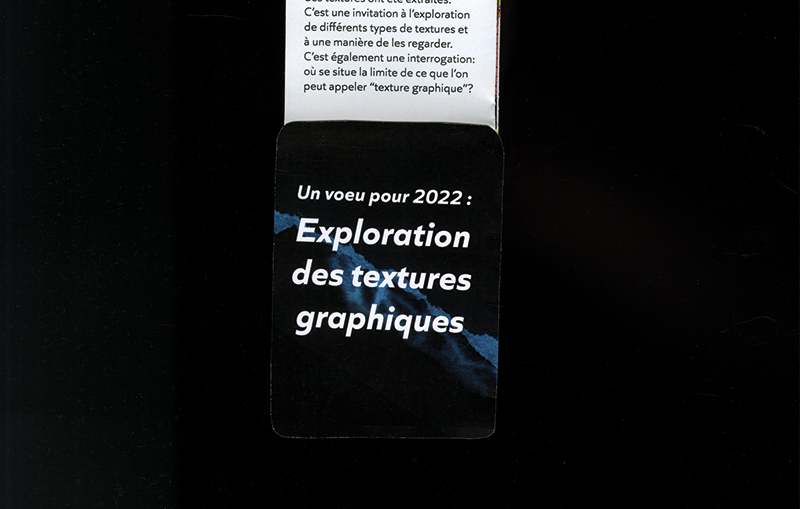 des textures ont été extraites.
C'est une invitation à l'exploration
de différents types de textures et
à une manière de les regarder.
C'est également une interrogation:
où se situe la limite de ce que l'on
peut appeler “texture graphique”?
Un voeu pour 2022 :
Exploration
des textures
graphiques